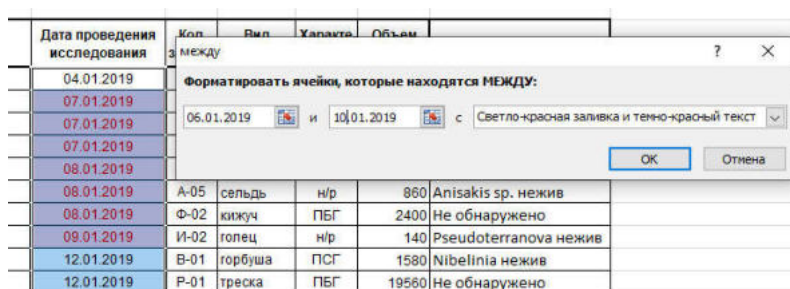 Дата проведения исследования Код Вид Характе Объем
между ? ×
04.01.2019 Форматировать ячейки, которые находятся МЕЖДУ:
07.01.2019
07.01.2019 06.01.2019 и 10.01.2019 с Светло-красная заливка и темно-красный текст
07.01.2019
08.01.2019 ОК Отмена
08.01.2019 А-05 сельдь н/р 860 Anisakis sp. нежив
08.01.2019 Ф-02 кижуч ПБГ 2400 Не обнаружено
09.01.2019 И-02 голец н/р 140 Pseudoterranova нежив
12.01.2019 В-01 горбуша ПСГ 1580 Nibelinia нежив
12.01.2019 Р-01 треска ПБГ 19560 Не обнаружено